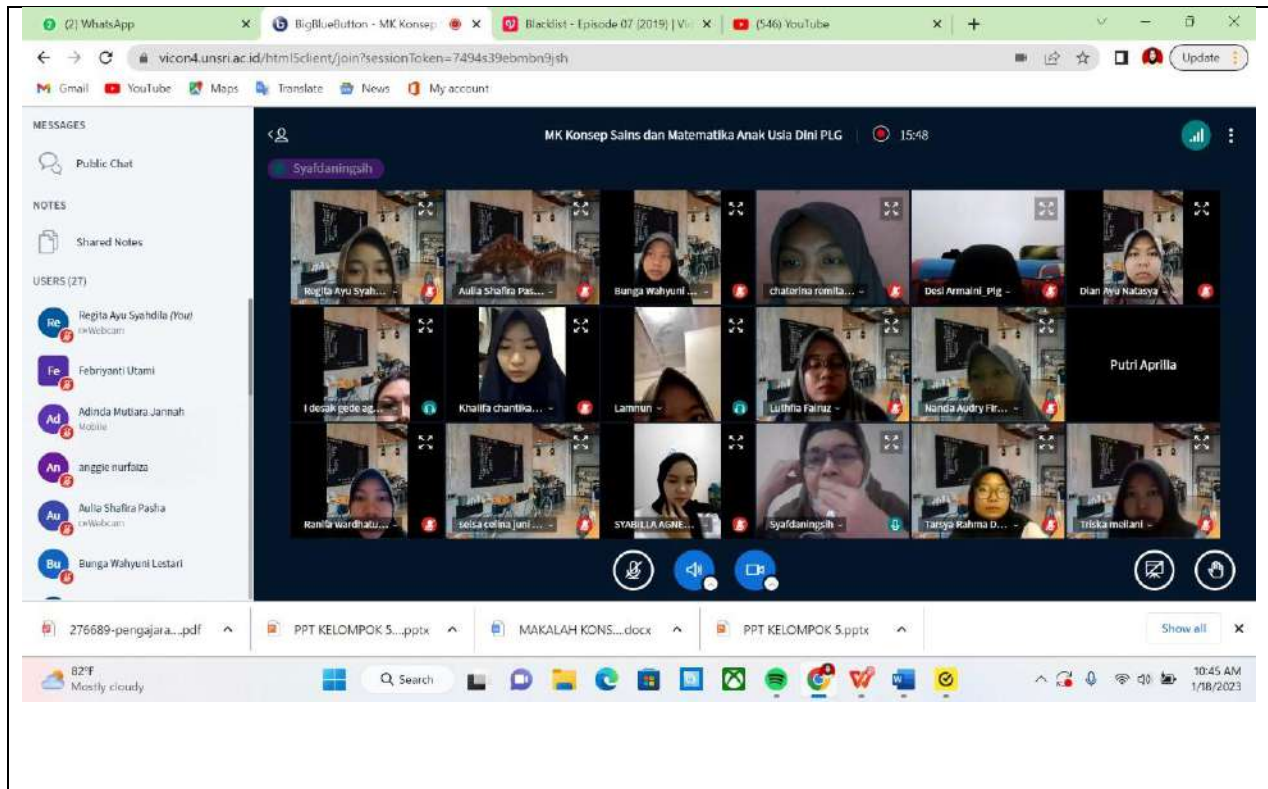 (2) WhatsApp
BigBlueButton - MK Konsep
Blacklist - Episode 07 (2019) | Vi
(546) YouTube
vicon4.unsri.ac.id/html5client/join?sessionToken=7494s39ebmbn9jsh
Update
Gmail
YouTube
Maps
Translate
News
My account
MESSAGES
Public Chat
NOTES
Shared Notes
USERS (27)
Re
Regita Ayu Syahdila (You)
Webcam
Fe
Febriyanti Utami
Ad
Adinda Mutiara Jannah
Mobile
An
anggie nurfaiza
Au
Aulia Shafira Pasha
Webcam
Bu
Bunga Wahyuni Lestari
MK Konsep Sains dan Matematika Anak Usia Dini PLG
15:48
Syafdaningsih
Regita Ayu Syah...
Aulia Shafira Pas...
Bunga Wahyuni ...
chaterina romita...
Desi Armaini_Plg
Dian Ayu Natasya
I desak gede ag...
Khalifa chantika...
Lamnun
Luthfia Fairuz
Nanda Audry Fir...
Putri Aprilia
Ranifa wardhatu...
selsa celina juni ...
SYABILLA AGNE...
Syafdaningsih
Tarsya Rahma D...
Triska meilani
276689-pengajara....pdf
PPT KELOMPOK 5....pptx
MAKALAH KONS....docx
PPT KELOMPOK 5.pptx
Show all
82°F
Mostly cloudy
Search
10:45 AM
1/18/2023